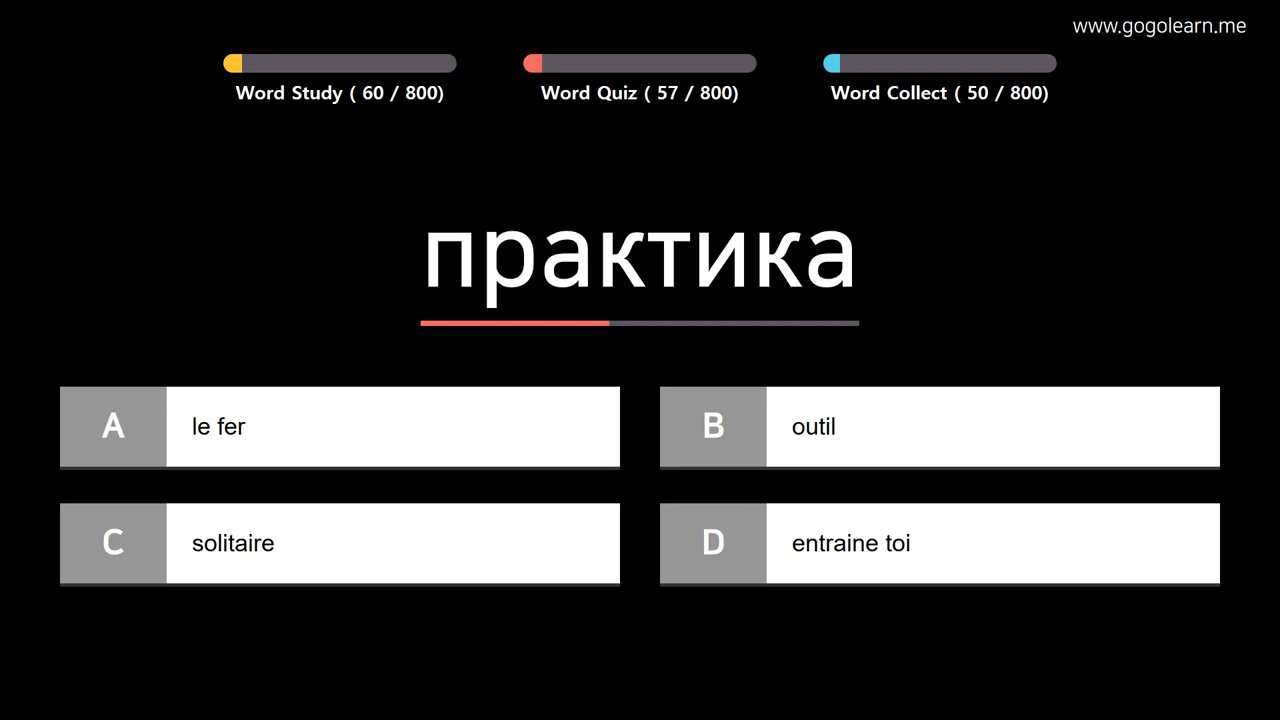 www.gogolearn.me
Word Study ( 60 / 800)
Word Quiz ( 57 / 800)
Word Collect ( 50 / 800)
практика
A le fer
B outil
C solitaire
D entraine toi